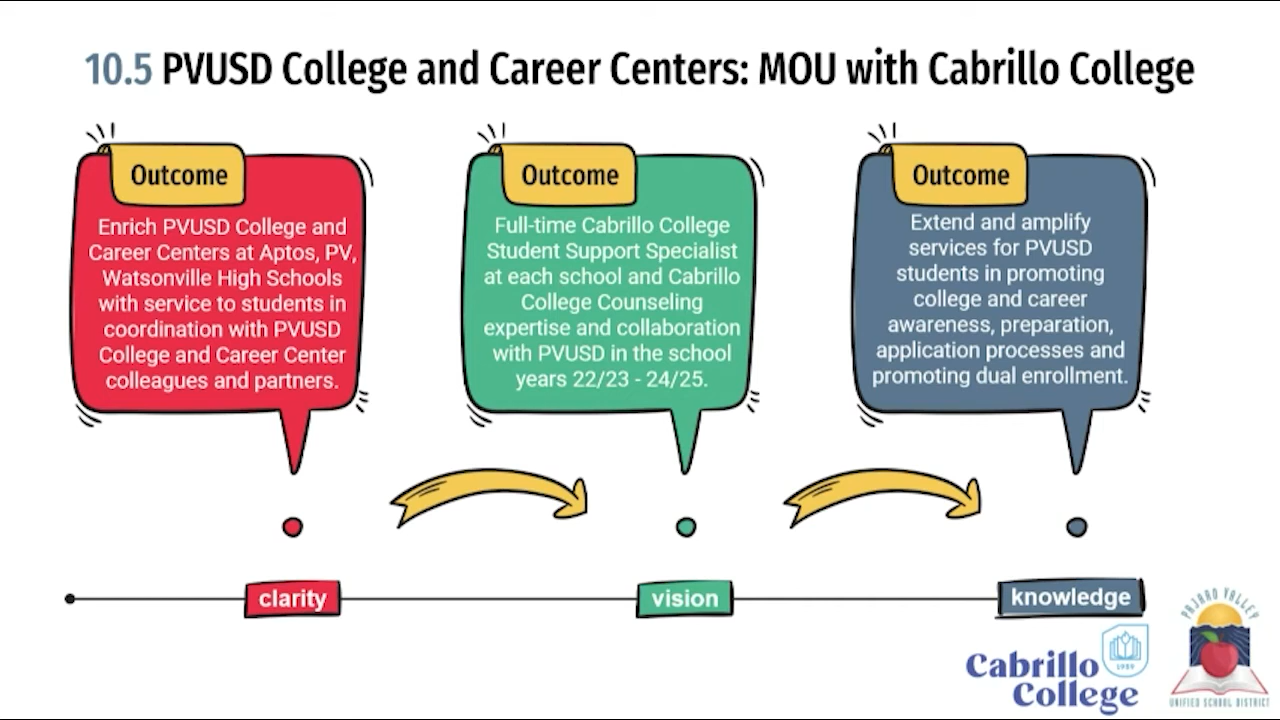 10.5 PVUSD College and Career Centers: MOU with Cabrillo College
Outcome
Enrich PVUSD College and
Career Centers at Aptos, PV,
Watsonville High Schools
with service to students in
coordination with PVUSD
College and Career Center
colleagues and partners.
Outcome
Full-time Cabrillo College
Student Support Specialist
at each school and Cabrillo
College Counseling
expertise and collaboration
with PVUSD in the school
years 22/23 - 24/25.
Outcome
Extend and amplify
services for PVUSD
students in promoting
college and career
awareness, preparation,
application processes and
promoting dual enrollment.
clarity
vision
knowledge
Cabrillo
College
1959
PAJARO VALLEY
UNIFIED SCHOOL DISTRICT